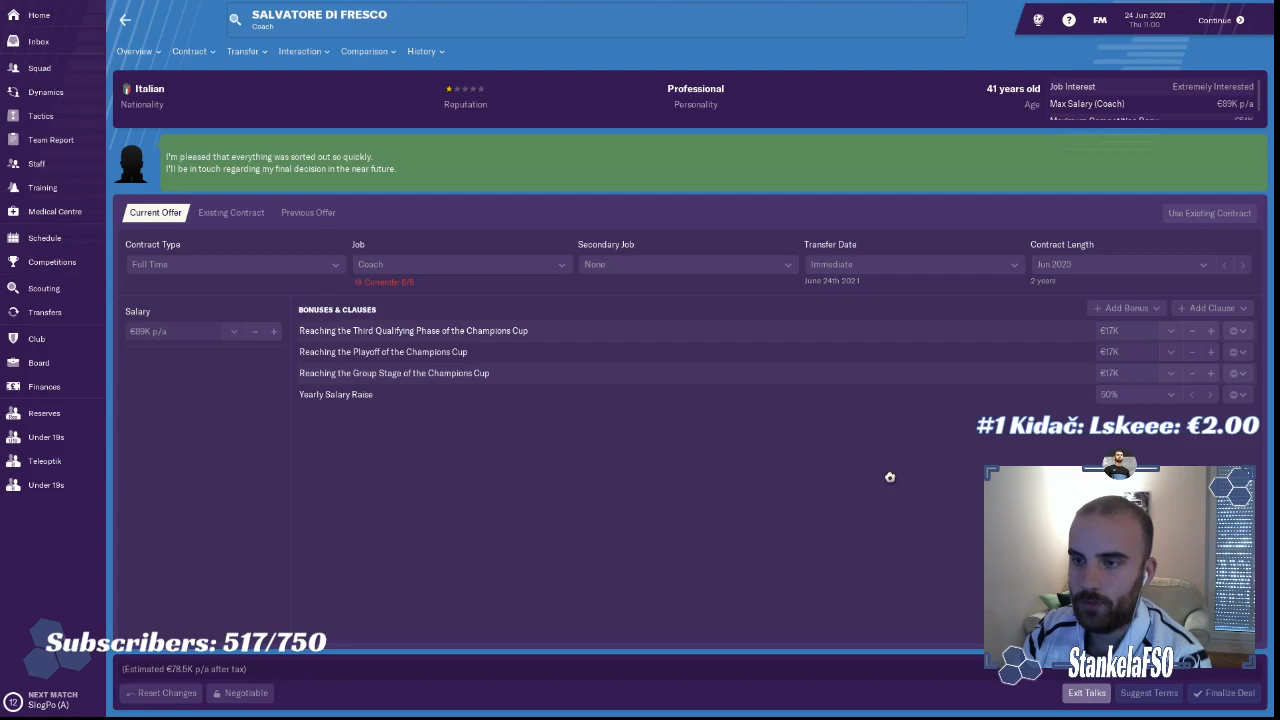 SALVATORE DI FRESCO
Coach
FM
24 Jun 2021
Thu 11:00
Continue
Home
Inbox
Squad
Dynamics
Tactics
Team Report
Staff
Training
Medical Centre
Schedule
Competitions
Scouting
Transfers
Club
Board
Finances
Reserves
Under 19s
Teleoptik
Under 19s
12
NEXT MATCH
SlogPo (A)
Overview
Contract
Transfer
Interaction
Comparison
History
Italian
Nationality
Reputation
Professional
Personality
41 years old
Age
Job Interest Extremely Interested
Max Salary (Coach) €89K p/a
I'm pleased that everything was sorted out so quickly.
I'll be in touch regarding my final decision in the near future.
Current Offer
Existing Contract
Previous Offer
Use Existing Contract
Contract Type
Full Time
Job
Coach
Secondary Job
None
Transfer Date
Immediate
June 24th 2021
Contract Length
Jun 2023
2 years
Salary
€89K p/a
BONUSES & CLAUSES
Add Bonus
Add Clause
Reaching the Third Qualifying Phase of the Champions Cup €17K
Reaching the Playoff of the Champions Cup €17K
Reaching the Group Stage of the Champions Cup €17K
Yearly Salary Raise 50%
#1 Kidač: Lskeee: €2.00
Subscribers: 517/750
StankelaFSO
(Estimated €78.5K p/a after tax)
Reset Changes
Negotiable
Exit Talks
Suggest Terms
Finalize Deal